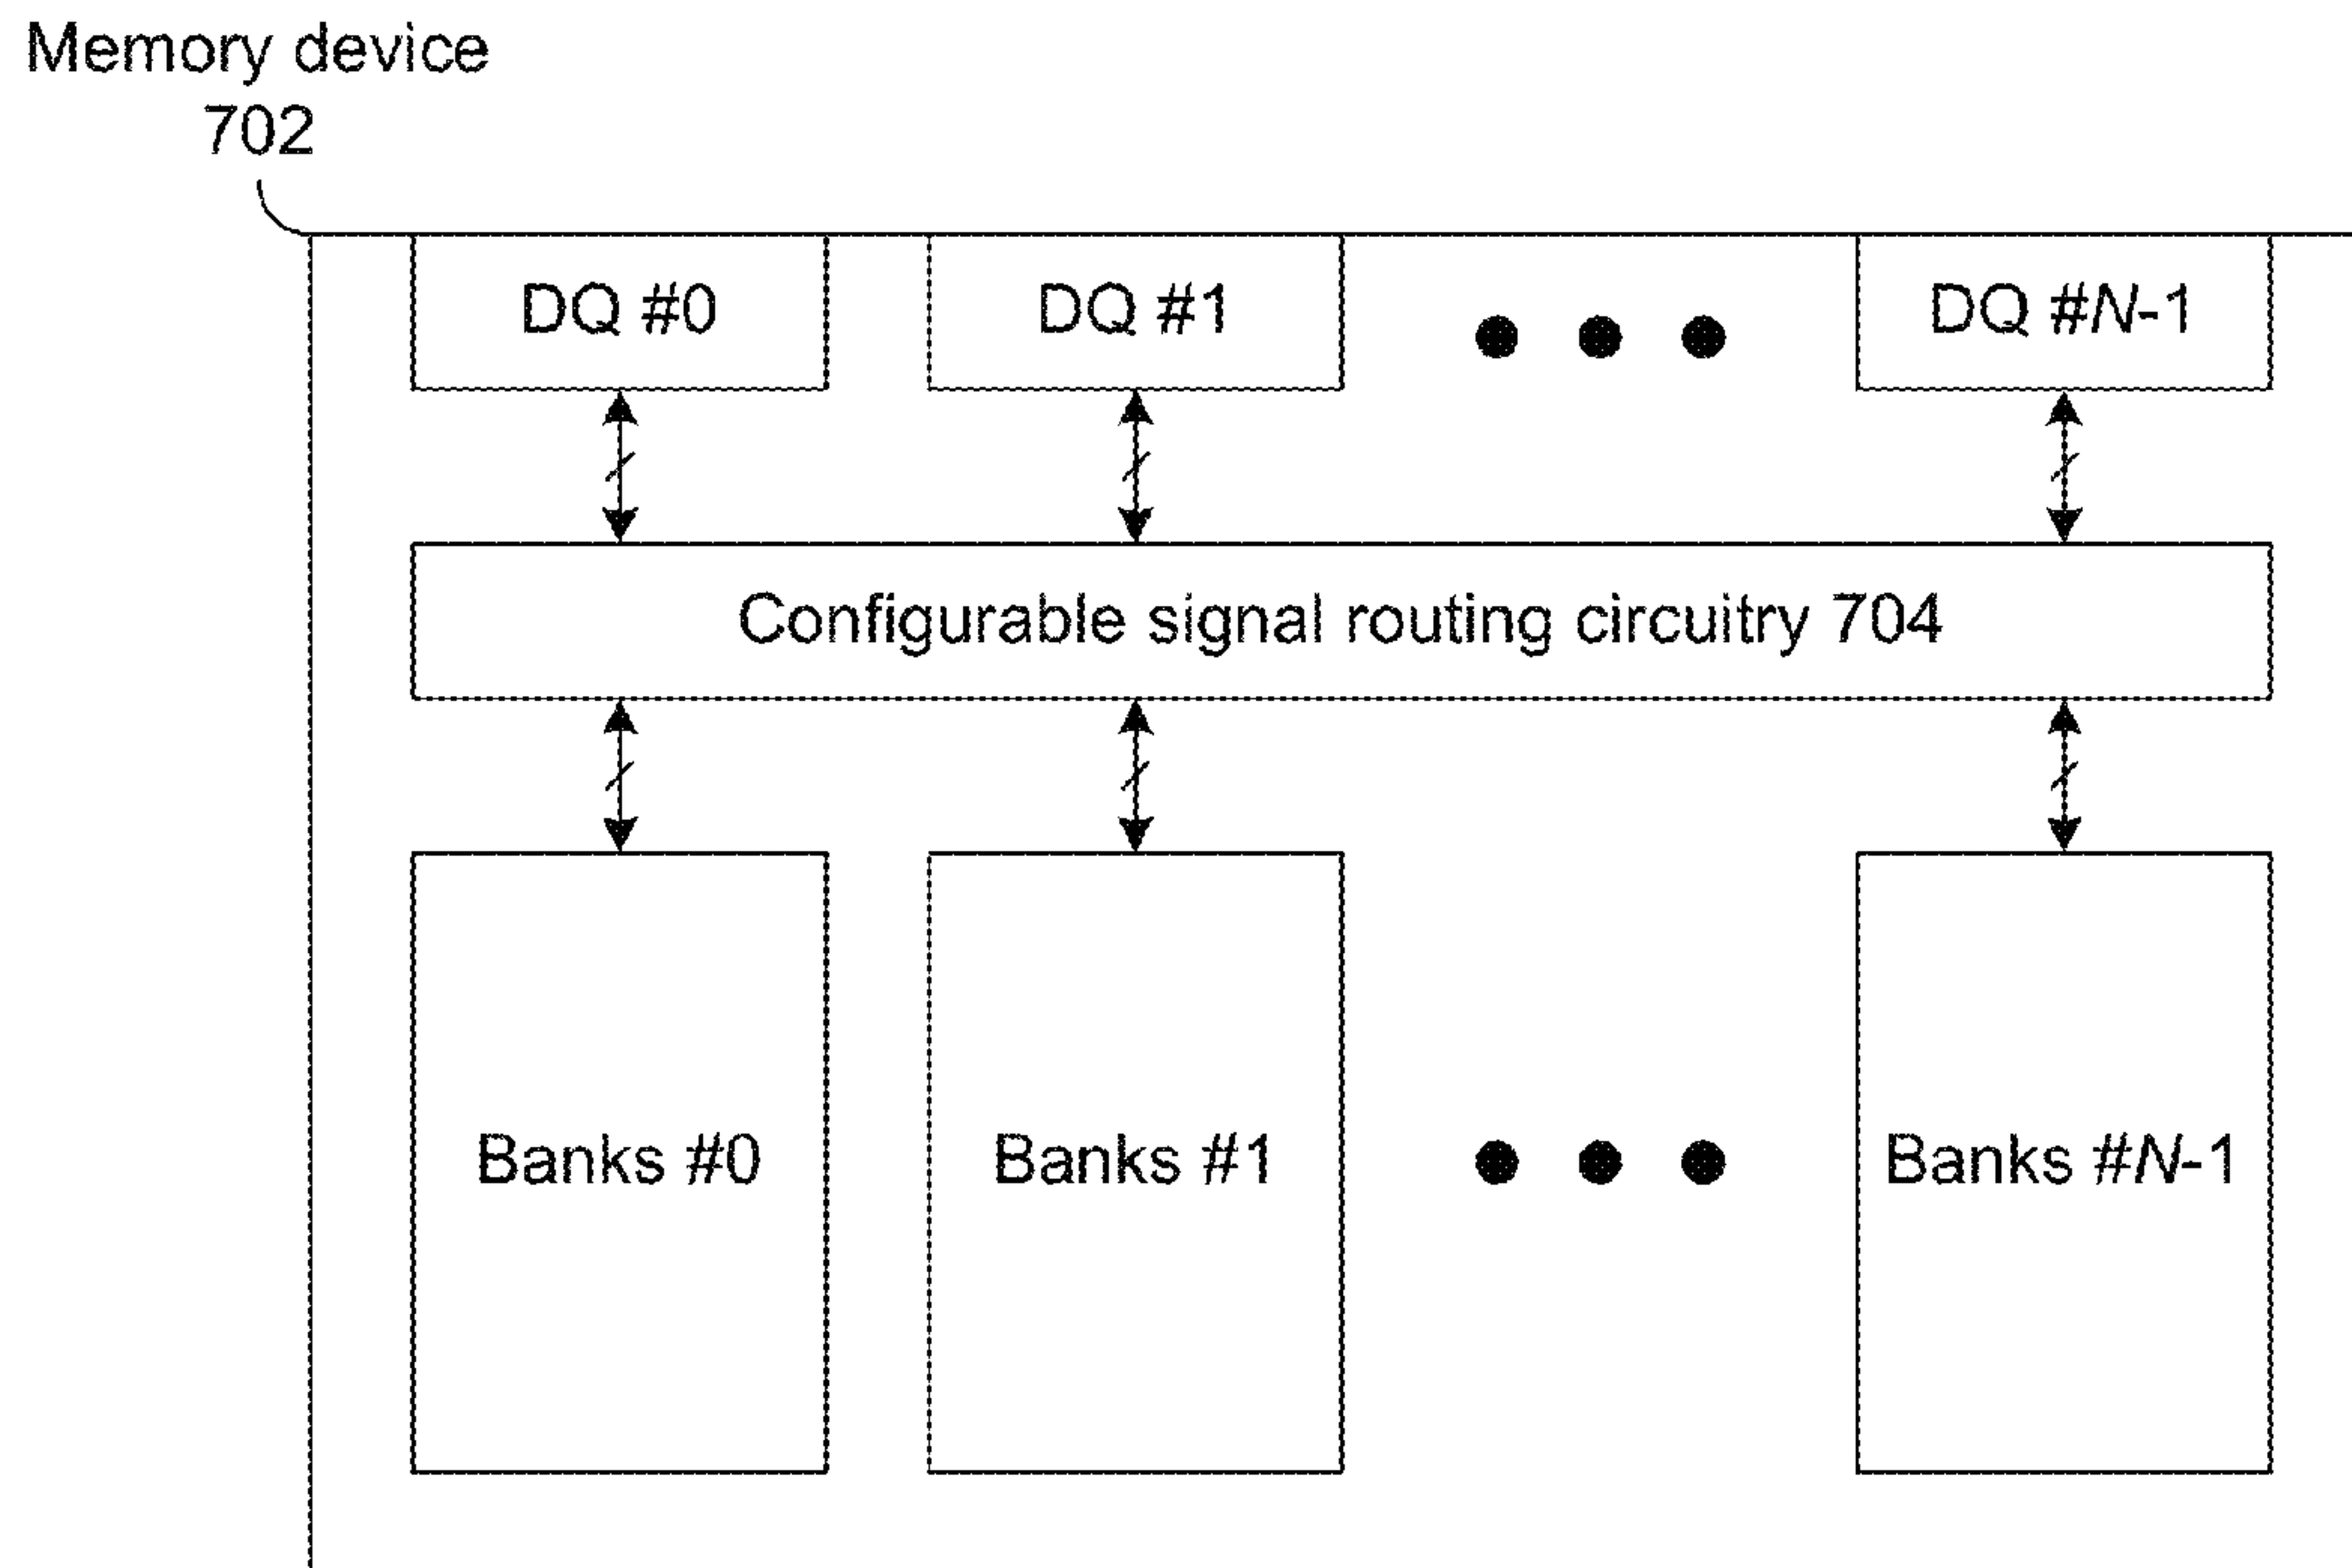 Memory device
702
DQ #0
DQ #1
DQ #N-1
Configurable signal routing circuitry 704
Banks #0
Banks #1
Banks #N-1